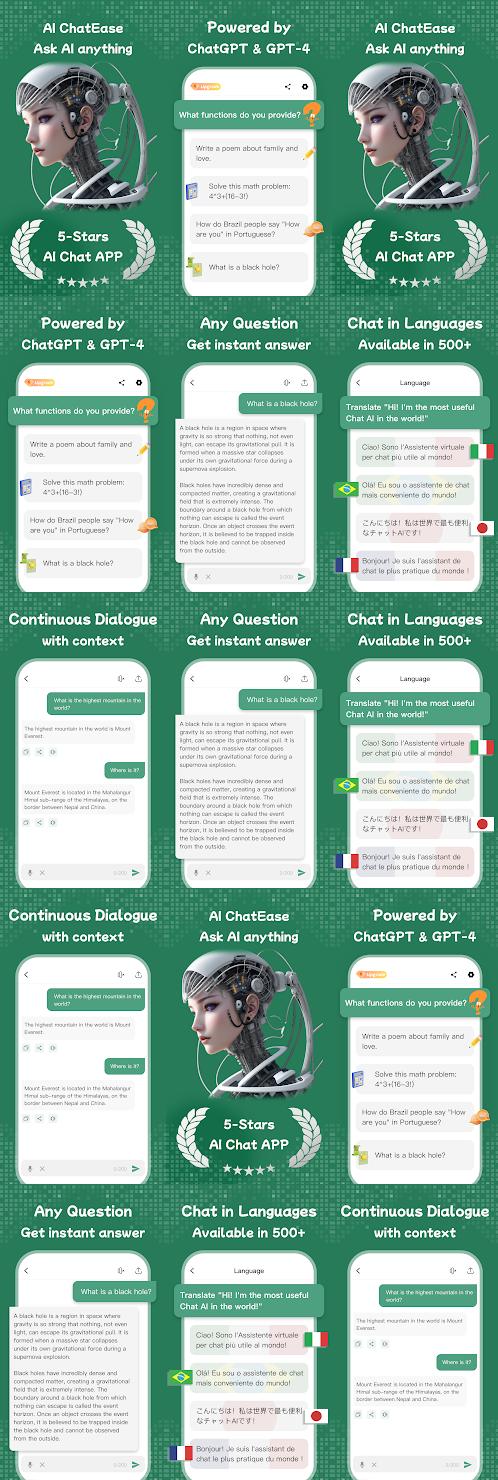 AI ChatEase
Ask AI anything
5-Stars
AI Chat APP
Powered by
ChatGPT & GPT-4
Upgrade
What functions do you provide?
Write a poem about family and
love.
Solve this math problem:
4^3+(16-3!)
How do Brazil people say "How
are you" in Portuguese?
What is a black hole?
AI ChatEase
Ask AI anything
5-Stars
AI Chat APP
Powered by
ChatGPT & GPT-4
Upgrade
What functions do you provide?
Write a poem about family and
love.
Solve this math problem:
4^3+(16-3!)
How do Brazil people say "How
are you" in Portuguese?
What is a black hole?
Any Question
Get instant answer
What is a black hole?
A black hole is a region in space where
gravity is so strong that nothing, not even
light, can escape its gravitational pull. It is
formed when a massive star collapses
under its own gravitational force during a
supernova explosion.
Black holes have incredibly dense and
compacted matter, creating a gravitational
field that is extremely intense. The
boundary around a black hole from which
nothing can escape is called the event
horizon. Once an object crosses the event
horizon, it is believed to be trapped inside
the black hole and cannot be observed
from the outside.
0/200
Chat in Languages
Available in 500+
Language
Translate "Hi! I'm the most useful
Chat AI in the world!"
Ciao! Sono l'Assistente virtuale
per chat più utile al mondo!
Olá! Eu sou o assistente de chat
mais conveniente do mundo!
こんにちは！私は世界で最も便利
なチャットAIです！
Bonjour! Je suis l'assistant de
chat le plus pratique du monde !
Continuous Dialogue
with context
What is the highest mountain in the
world?
The highest mountain in the world is Mount
Everest.
Where is it?
Mount Everest is located in the Mahalangur
Himal sub-range of the Himalayas, on the
border between Nepal and China.
0/200
Any Question
Get instant answer
What is a black hole?
A black hole is a region in space where
gravity is so strong that nothing, not even
light, can escape its gravitational pull. It is
formed when a massive star collapses
under its own gravitational force during a
supernova explosion.
Black holes have incredibly dense and
compacted matter, creating a gravitational
field that is extremely intense. The
boundary around a black hole from which
nothing can escape is called the event
horizon. Once an object crosses the event
horizon, it is believed to be trapped inside
the black hole and cannot be observed
from the outside.
0/200
Chat in Languages
Available in 500+
Language
Translate "Hi! I'm the most useful
Chat AI in the world!"
Ciao! Sono l'Assistente virtuale
per chat più utile al mondo!
Olá! Eu sou o assistente de chat
mais conveniente do mundo!
こんにちは！私は世界で最も便利
なチャットAIです！
Bonjour! Je suis l'assistant de
chat le plus pratique du monde !
Continuous Dialogue
with context
What is the highest mountain in the
world?
The highest mountain in the world is Mount
Everest.
Where is it?
Mount Everest is located in the Mahalangur
Himal sub-range of the Himalayas, on the
border between Nepal and China.
0/200
AI ChatEase
Ask AI anything
5-Stars
AI Chat APP
Powered by
ChatGPT & GPT-4
Upgrade
What functions do you provide?
Write a poem about family and
love.
Solve this math problem:
4^3+(16-3!)
How do Brazil people say "How
are you" in Portuguese?
What is a black hole?
Any Question
Get instant answer
What is a black hole?
A black hole is a region in space where
gravity is so strong that nothing, not even
light, can escape its gravitational pull. It is
formed when a massive star collapses
under its own gravitational force during a
supernova explosion.
Black holes have incredibly dense and
compacted matter, creating a gravitational
field that is extremely intense. The
boundary around a black hole from which
nothing can escape is called the event
horizon. Once an object crosses the event
horizon, it is believed to be trapped inside
the black hole and cannot be observed
from the outside.
0/200
Chat in Languages
Available in 500+
Language
Translate "Hi! I'm the most useful
Chat AI in the world!"
Ciao! Sono l'Assistente virtuale
per chat più utile al mondo!
Olá! Eu sou o assistente de chat
mais conveniente do mundo!
こんにちは！私は世界で最も便利
なチャットAIです！
Bonjour! Je suis l'assistant de
chat le plus pratique du monde !
Continuous Dialogue
with context
What is the highest mountain in the
world?
The highest mountain in the world is Mount
Everest.
Where is it?
Mount Everest is located in the Mahalangur
Himal sub-range of the Himalayas, on the
border between Nepal and China.
0/200